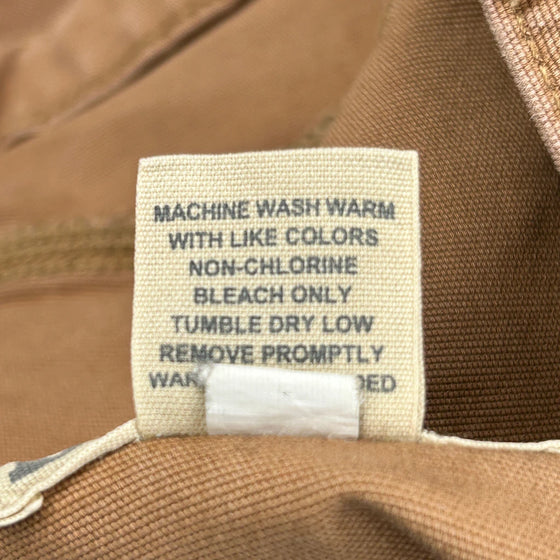 MACHINE WASH WARM
WITH LIKE COLORS
NON-CHLORINE
BLEACH ONLY
TUMBLE DRY LOW
REMOVE PROMPTLY